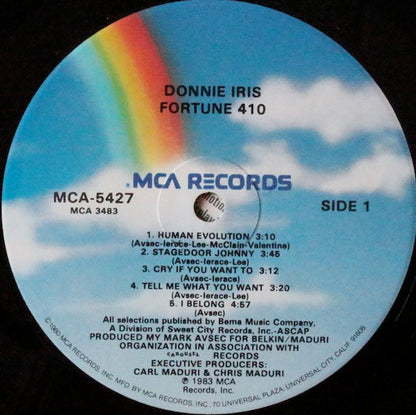 DONNIE IRIS
FORTUNE 410
MCA RECORDS
MCA-5427
MCA 3483
SIDE 1
1. HUMAN EVOLUTION 3:10
(Avsec-Ierace-Lee-McClain-Valentine)
2. STAGEDOOR JOHNNY 3:45
(Avsec-Ierace-Lee)
3. CRY IF YOU WANT TO 3:12
(Avsec-Ierace-Lee)
4. TELL ME WHAT YOU WANT 3:20
(Avsec-Ierace-Lee)
5. I BELONG 4:57
(Avsec)
All selections published by Bema Music Company,
A Division of Sweet City Records, Inc.-ASCAP
PRODUCED MY MARK AVSEC FOR BELKIN/MADURI
ORGANIZATION IN ASSOCIATION WITH
CAROUSEL RECORDS
EXECUTIVE PRODUCERS:
CARL MADURI & CHRIS MADURI
℗ 1983 MCA
Records, Inc.
©1980 MCA RECORDS, INC. MFD. BY MCA RECORDS, INC., 70 UNIVERSAL PLAZA, UNIVERSAL CITY, CALIF. 91608